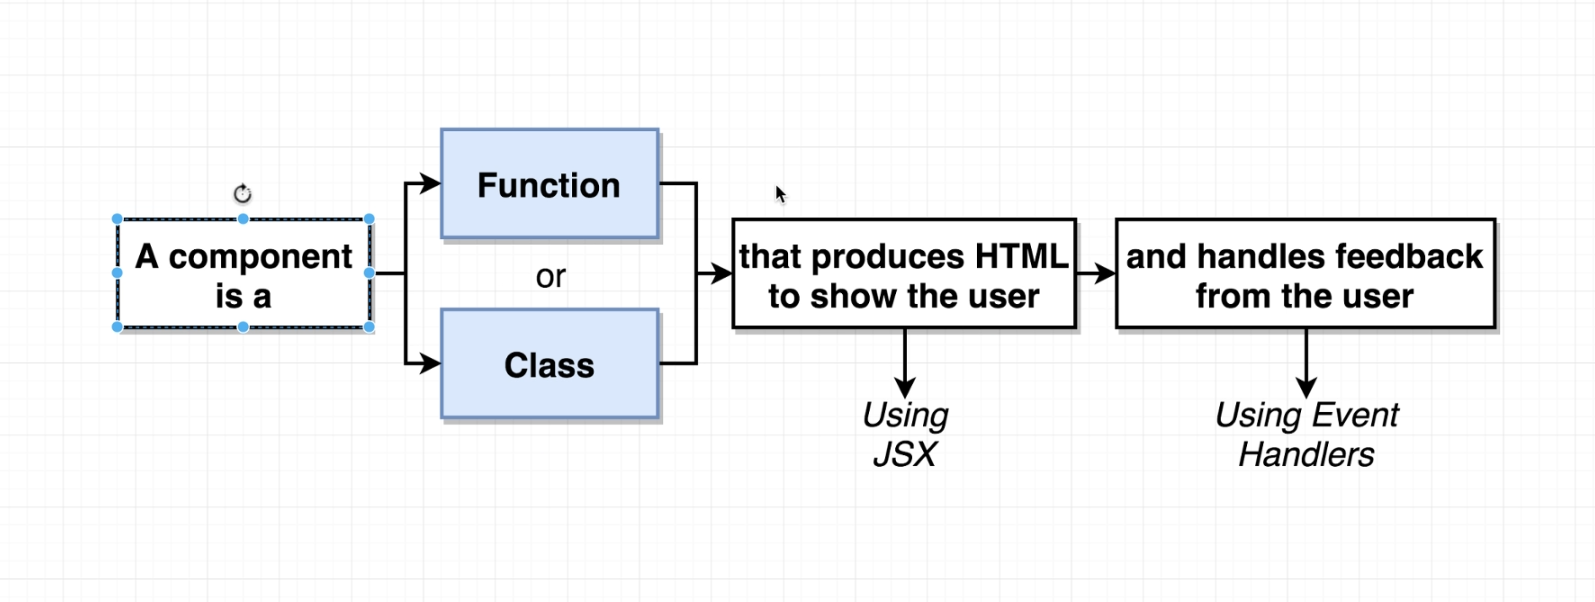 A component
is a
Function
or
Class
that produces HTML
to show the user
and handles feedback
from the user
Using
JSX
Using Event
Handlers